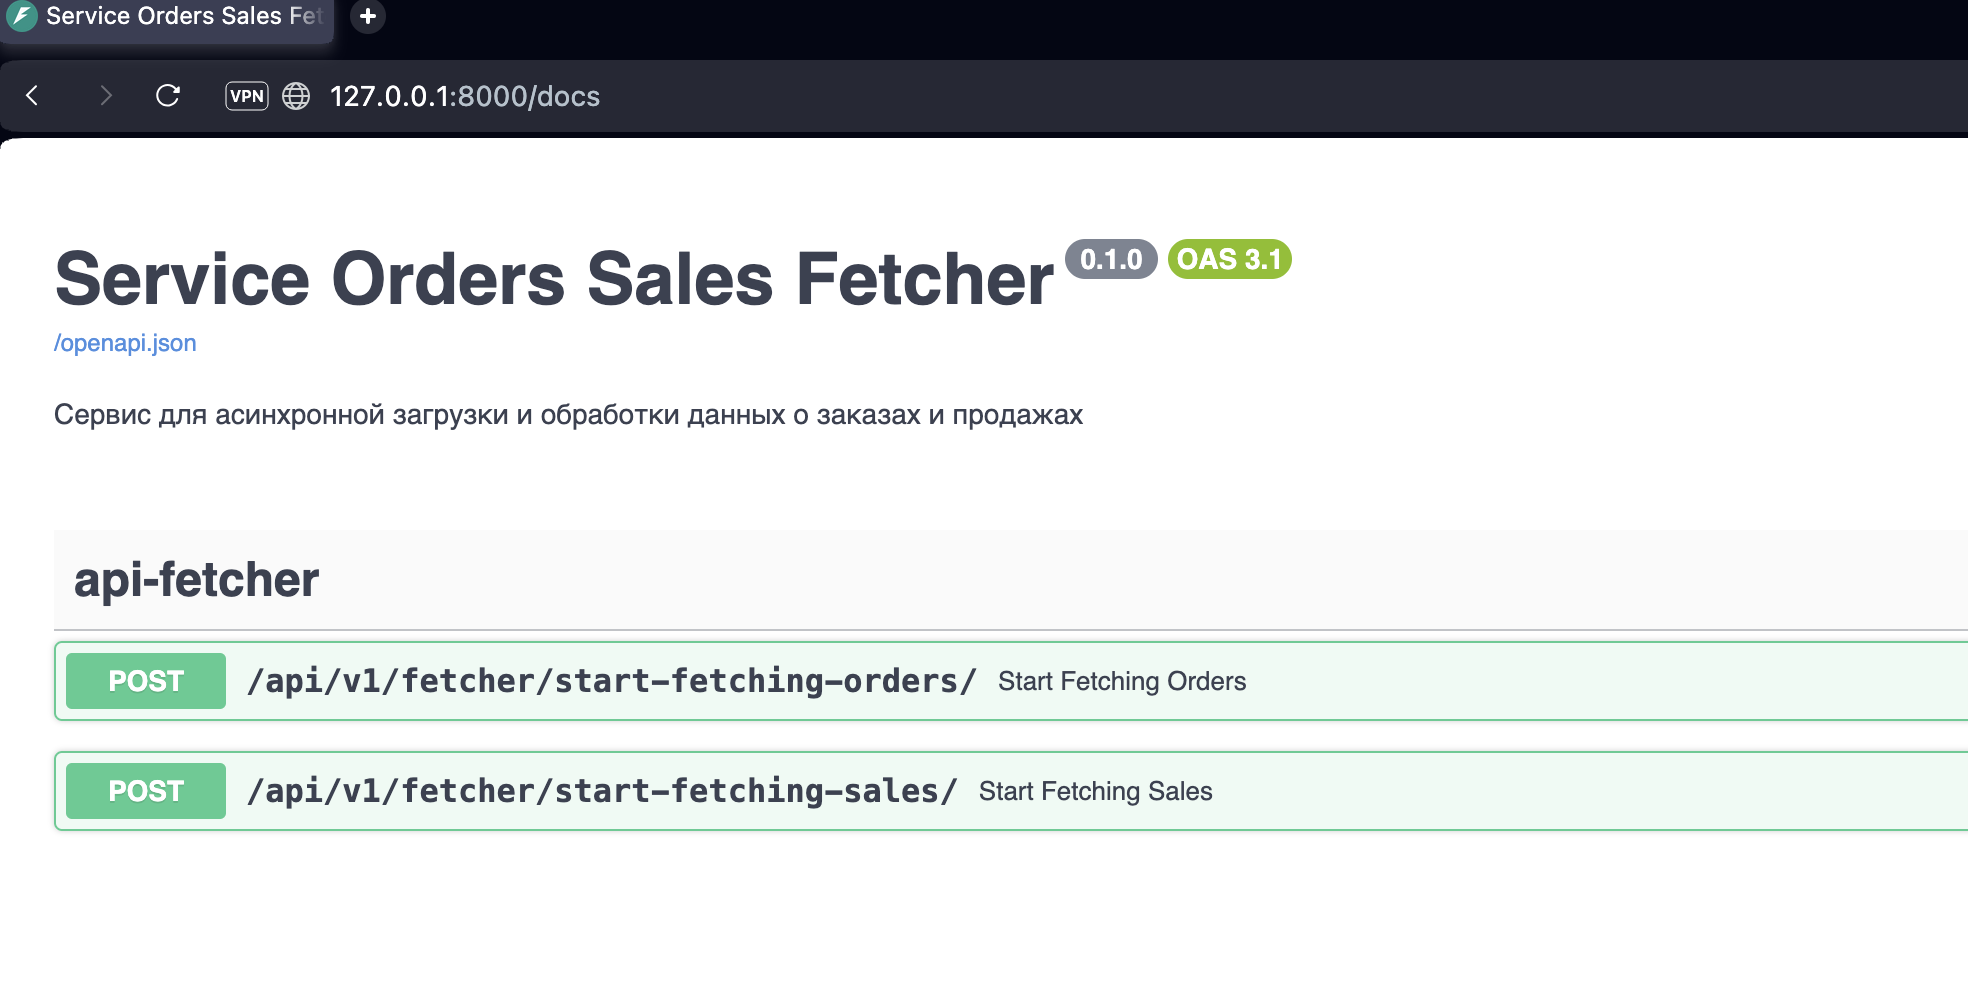 Service Orders Sales Fet
VPN 127.0.0.1:8000/docs
Service Orders Sales Fetcher 0.1.0 OAS 3.1
/openapi.json
Сервис для асинхронной загрузки и обработки данных о заказах и продажах
api-fetcher
POST /api/v1/fetcher/start-fetching-orders/ Start Fetching Orders
POST /api/v1/fetcher/start-fetching-sales/ Start Fetching Sales